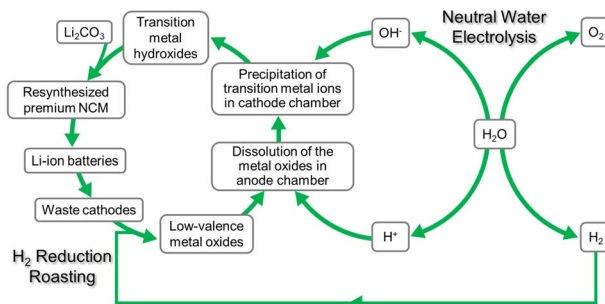 Neutral Water
Electrolysis
Li₂CO₃
Transition
metal
hydroxides
OH⁻
O₂
Precipitation of
transition metal ions
in cathode chamber
Resynthesized
premium NCM
H₂O
Li-ion batteries
Dissolution of the
metal oxides in
anode chamber
Waste cathodes
Low-valence
metal oxides
H⁺
H₂
H₂ Reduction
Roasting